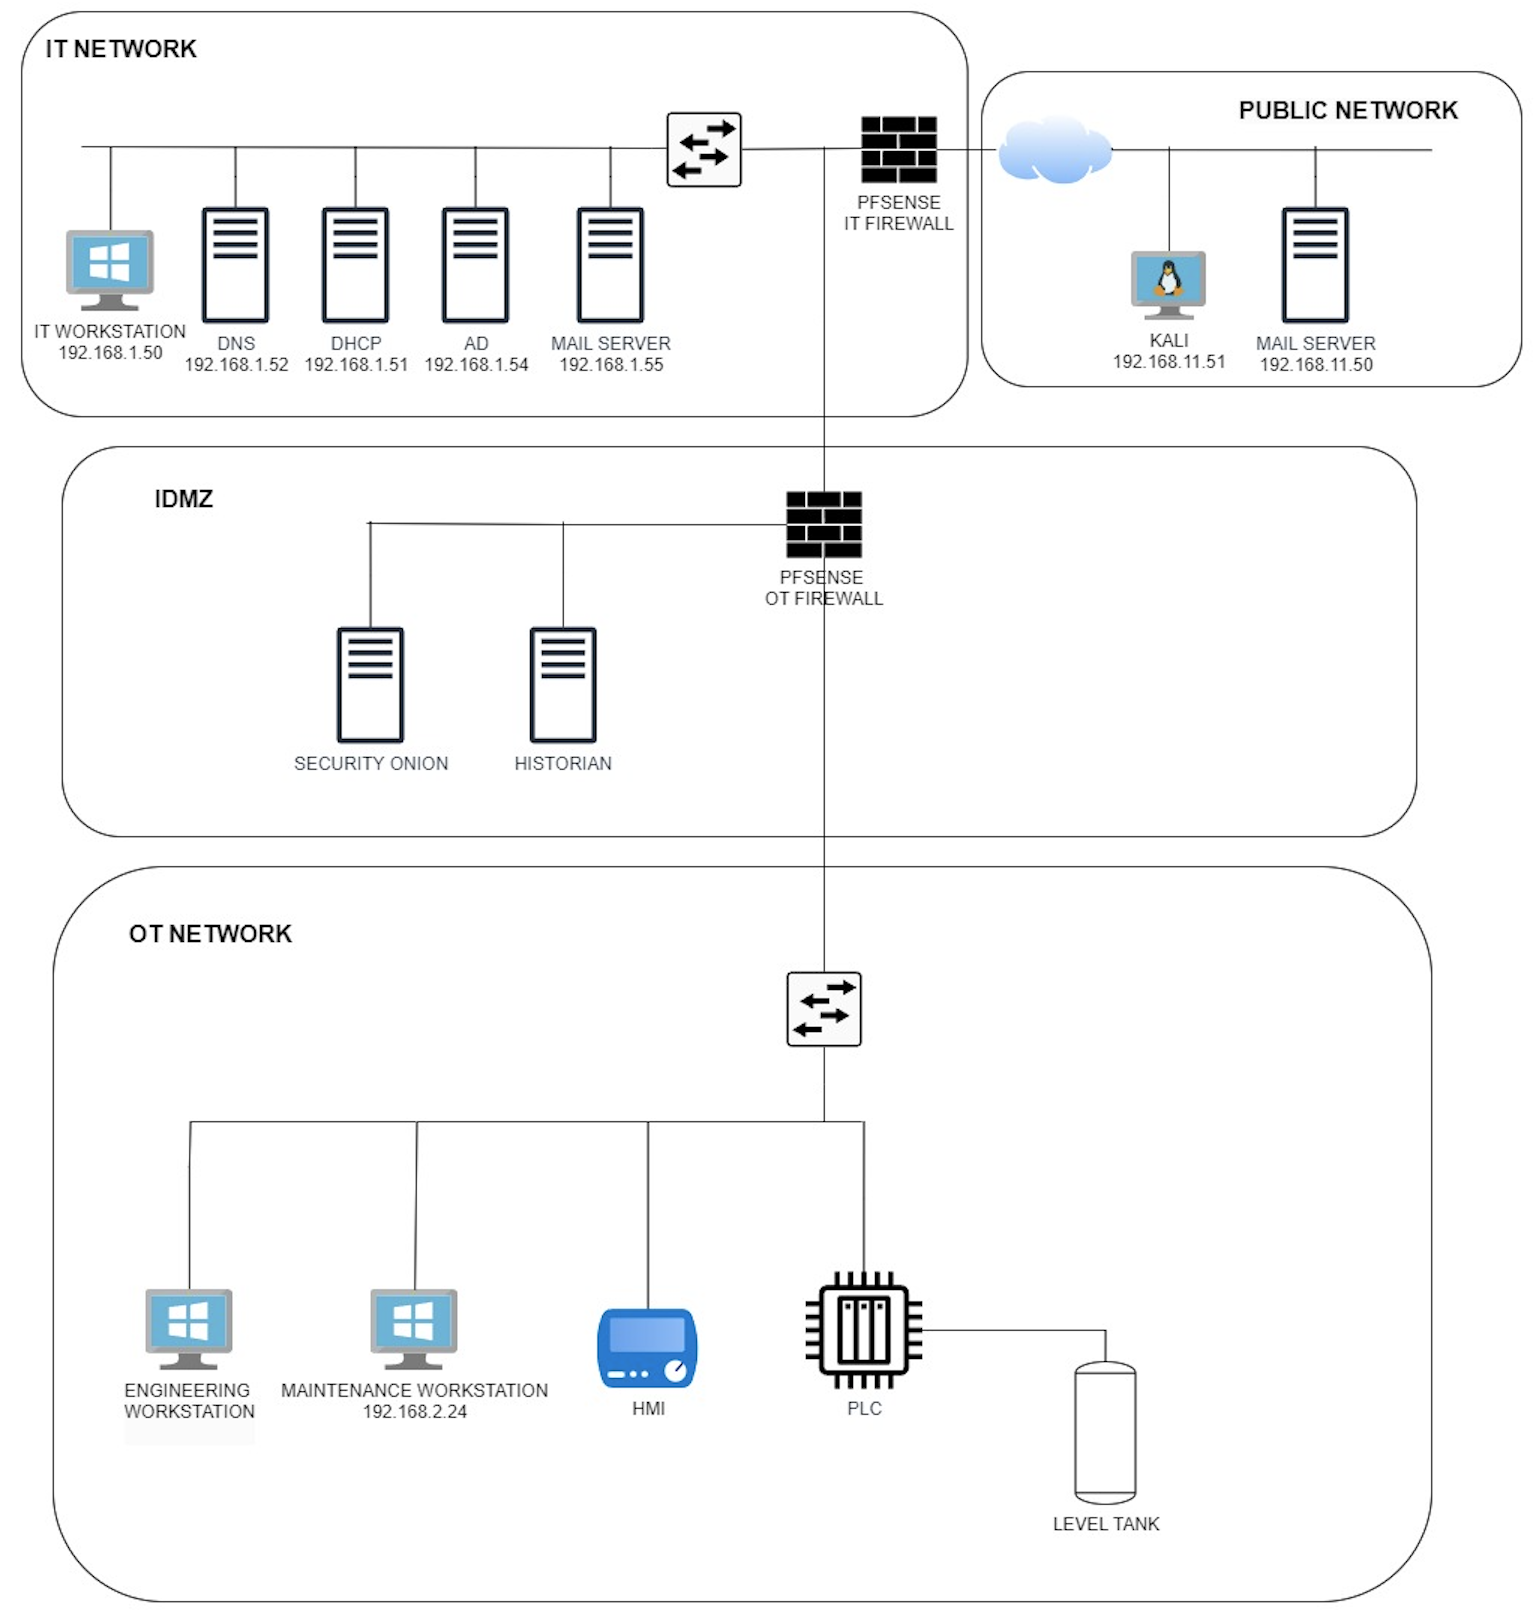 IT NETWORK
PUBLIC NETWORK
PFSENSE
IT FIREWALL
IT WORKSTATION
192.168.1.50
DNS
192.168.1.52
DHCP
192.168.1.51
AD
192.168.1.54
MAIL SERVER
192.168.1.55
KALI
192.168.11.51
MAIL SERVER
192.168.11.50
IDMZ
PFSENSE
OT FIREWALL
SECURITY ONION
HISTORIAN
OT NETWORK
ENGINEERING
WORKSTATION
MAINTENANCE WORKSTATION
192.168.2.24
HMI
PLC
LEVEL TANK